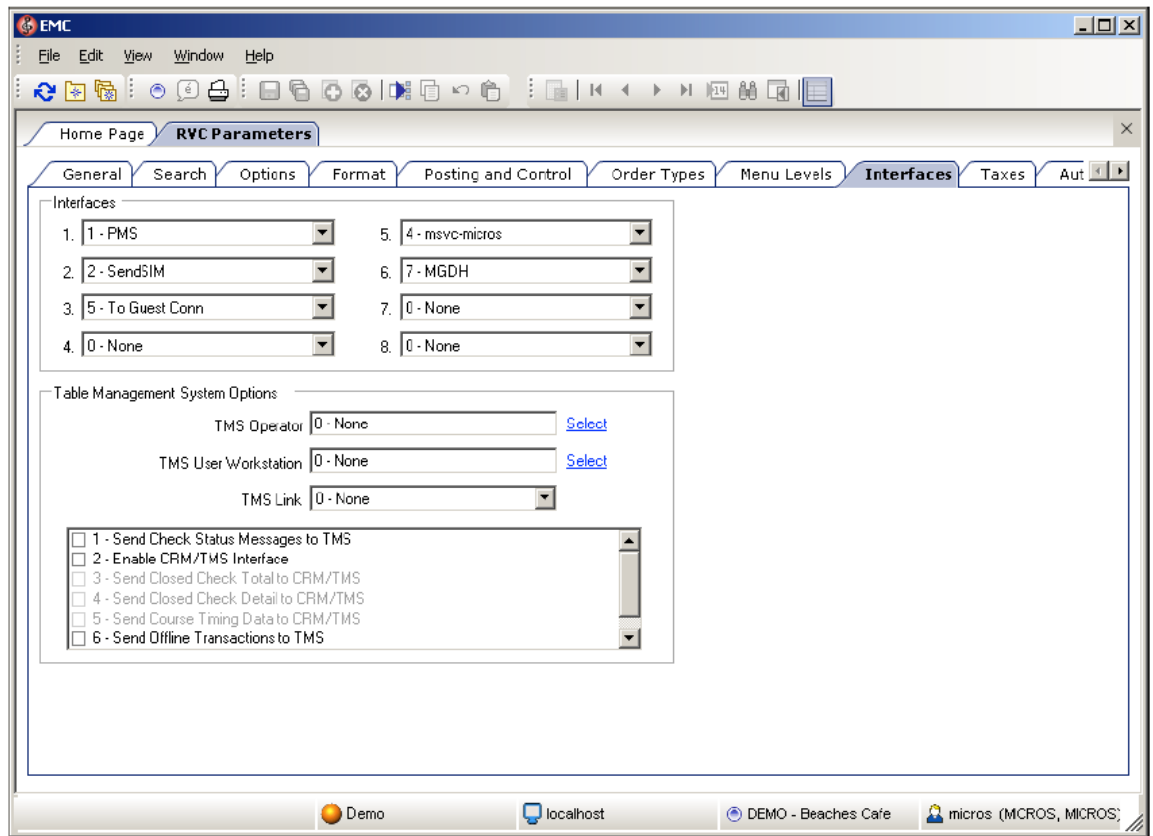 EMC
File Edit View Window Help
14
Home Page RVC Parameters
General Search Options Format Posting and Control Order Types Menu Levels Interfaces Taxes Aut
Interfaces
1. 1 - PMS 5. 4 - msvc-micros
2. 2 - SendSIM 6. 7 - MGDH
3. 5 - To Guest Conn 7. 0 - None
4. 0 - None 8. 0 - None
Table Management System Options
TMS Operator 0 - None Select
TMS User Workstation 0 - None Select
TMS Link 0 - None
1 - Send Check Status Messages to TMS
2 - Enable CRM/TMS Interface
3 - Send Closed Check Total to CRM/TMS
4 - Send Closed Check Detail to CRM/TMS
5 - Send Course Timing Data to CRM/TMS
6 - Send Offline Transactions to TMS
Demo localhost DEMO - Beaches Cafe micros (MCROS, MICROS)